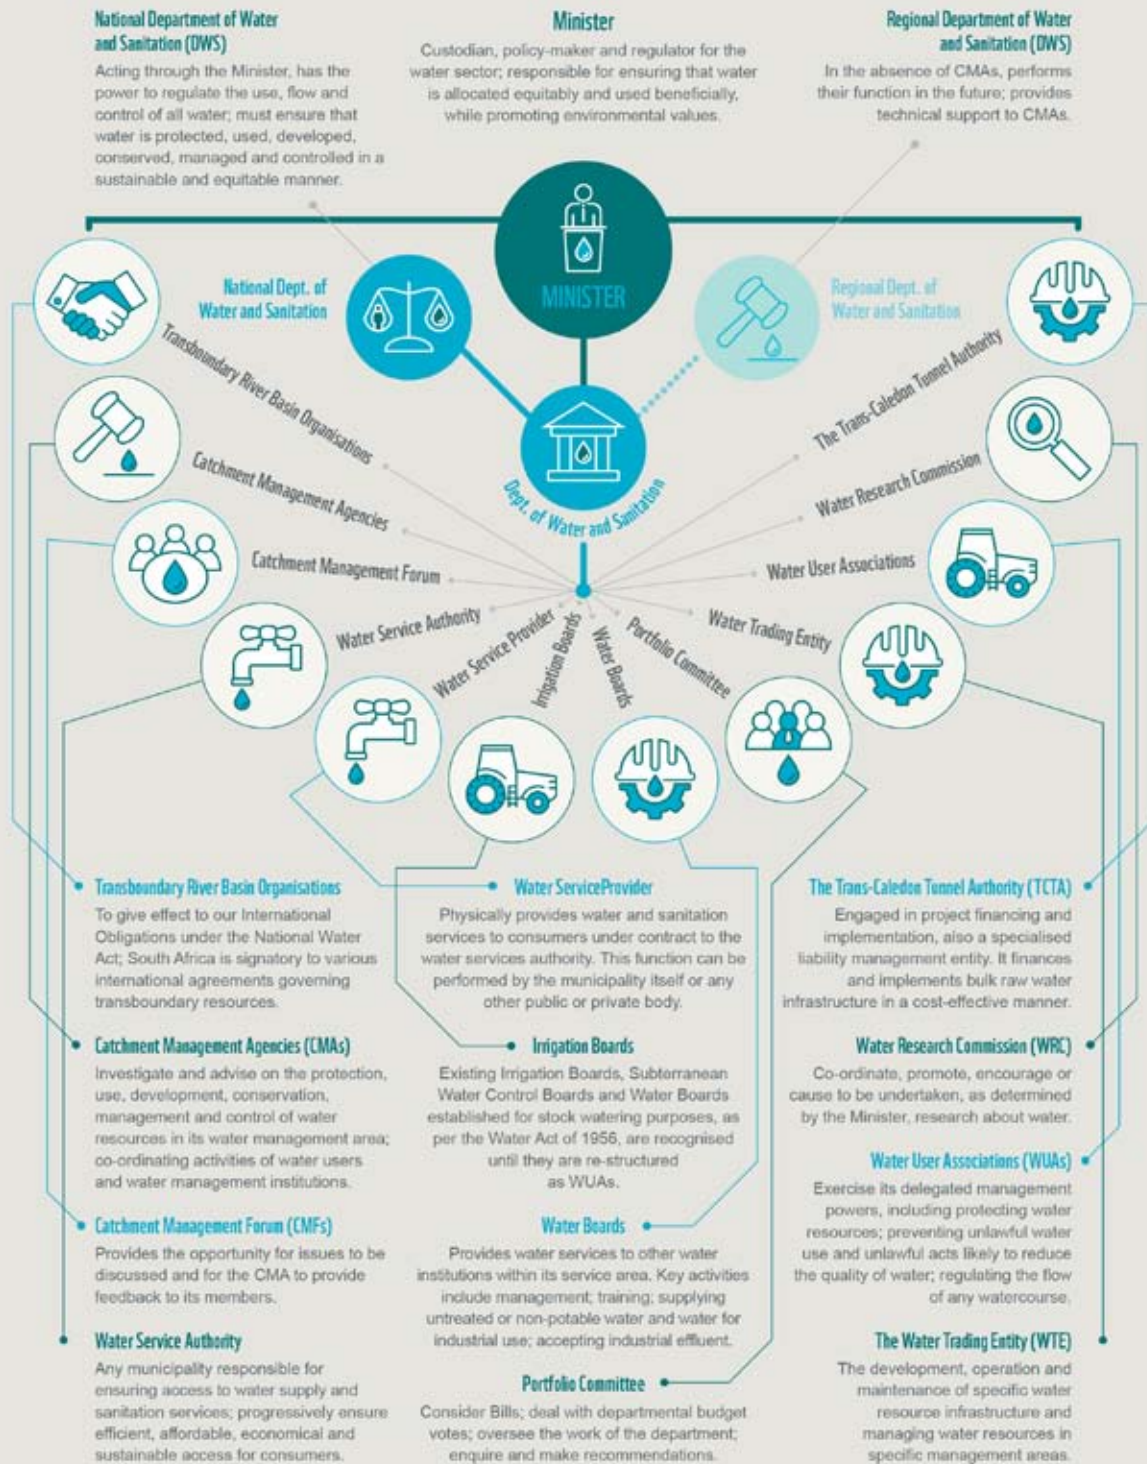 National Department of Water
and Sanitation (DWS)
Acting through the Minister, has the
power to regulate the use, flow and
control of all water; must ensure that
water is protected, used, developed,
conserved, managed and controlled in a
sustainable and equitable manner.
Minister
Custodian, policy-maker and regulator for the
water sector; responsible for ensuring that water
is allocated equitably and used beneficially,
while promoting environmental values.
Regional Department of Water
and Sanitation (DWS)
In the absence of CMAs, performs
their function in the future; provides
technical support to CMAs.
MINISTER
National Dept. of
Water and Sanitation
Regional Dept. of
Water and Sanitation
Dept. of Water and Sanitation
Transboundary River Basin Organisations
Catchment Management Agencies
Catchment Management Forum
Water Service Authority
Water Service Provider
Irrigation Boards
Water Boards
Portfolio Committee
Water Trading Entity
Water User Associations
Water Research Commission
The Trans-Caledon Tunnel Authority
Transboundary River Basin Organisations
To give effect to our International
Obligations under the National Water
Act; South Africa is signatory to various
international agreements governing
transboundary resources.
Catchment Management Agencies (CMAs)
Investigate and advise on the protection,
use, development, conservation,
management and control of water
resources in its water management area;
co-ordinating activities of water users
and water management institutions.
Catchment Management Forum (CMFs)
Provides the opportunity for issues to be
discussed and for the CMA to provide
feedback to its members.
Water Service Authority
Any municipality responsible for
ensuring access to water supply and
sanitation services; progressively ensure
efficient, affordable, economical and
sustainable access for consumers.
Water ServiceProvider
Physically provides water and sanitation
services to consumers under contract to the
water services authority. This function can be
performed by the municipality itself or any
other public or private body.
Irrigation Boards
Existing Irrigation Boards, Subterranean
Water Control Boards and Water Boards
established for stock watering purposes, as
per the Water Act of 1956, are recognised
until they are re-structured
as WUAs.
Water Boards
Provides water services to other water
institutions within its service area. Key activities
include management; training; supplying
untreated or non-potable water and water for
industrial use; accepting industrial effluent.
Portfolio Committee
Consider Bills; deal with departmental budget
votes; oversee the work of the department;
enquire and make recommendations.
The Trans-Caledon Tunnel Authority (TCTA)
Engaged in project financing and
implementation, also a specialised
liability management entity. It finances
and implements bulk raw water
infrastructure in a cost-effective manner.
Water Research Commission (WRC)
Co-ordinate, promote, encourage or
cause to be undertaken, as determined
by the Minister, research about water.
Water User Associations (WUAs)
Exercise its delegated management
powers, including protecting water
resources; preventing unlawful water
use and unlawful acts likely to reduce
the quality of water; regulating the flow
of any watercourse.
The Water Trading Entity (WTE)
The development, operation and
maintenance of specific water
resource infrastructure and
managing water resources in
specific management areas.